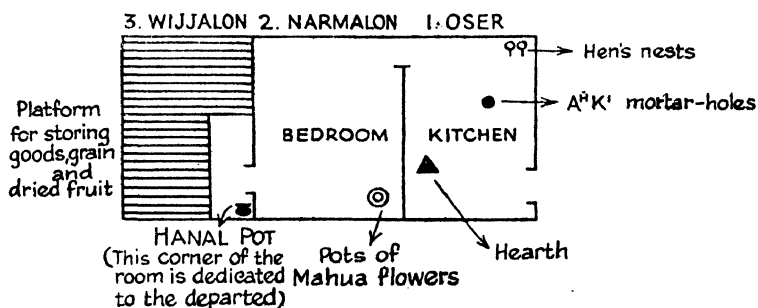 3. WIJJALON 2. NARMALON 1. OSER
Hen's nests
AᴴKᴵ mortar-holes
Platform
for storing
goods, grain
and
dried fruit
BEDROOM KITCHEN
HANAL POT
(This corner of the
room is dedicated
to the departed)
Pots of
Mahua flowers
Hearth